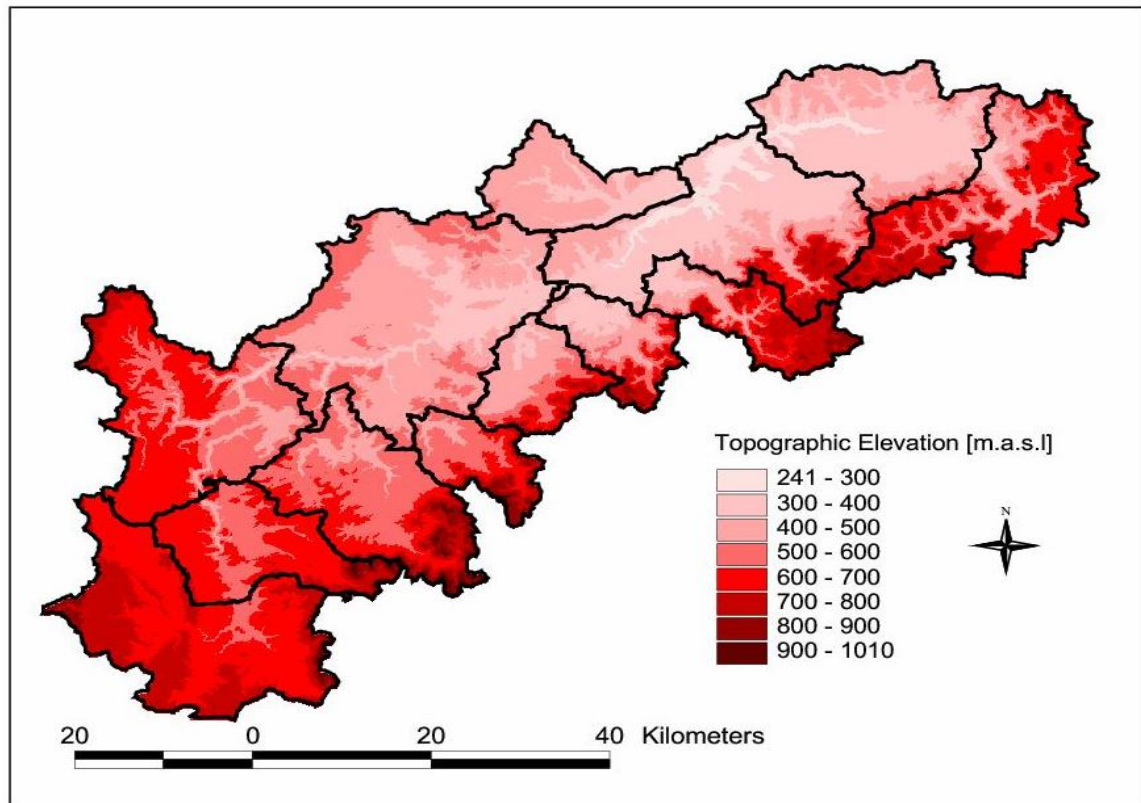 Topographic Elevation [m.a.s.l]
241 - 300
300 - 400
400 - 500
500 - 600
600 - 700
700 - 800
800 - 900
900 - 1010
N
20 0 20 40 Kilometers